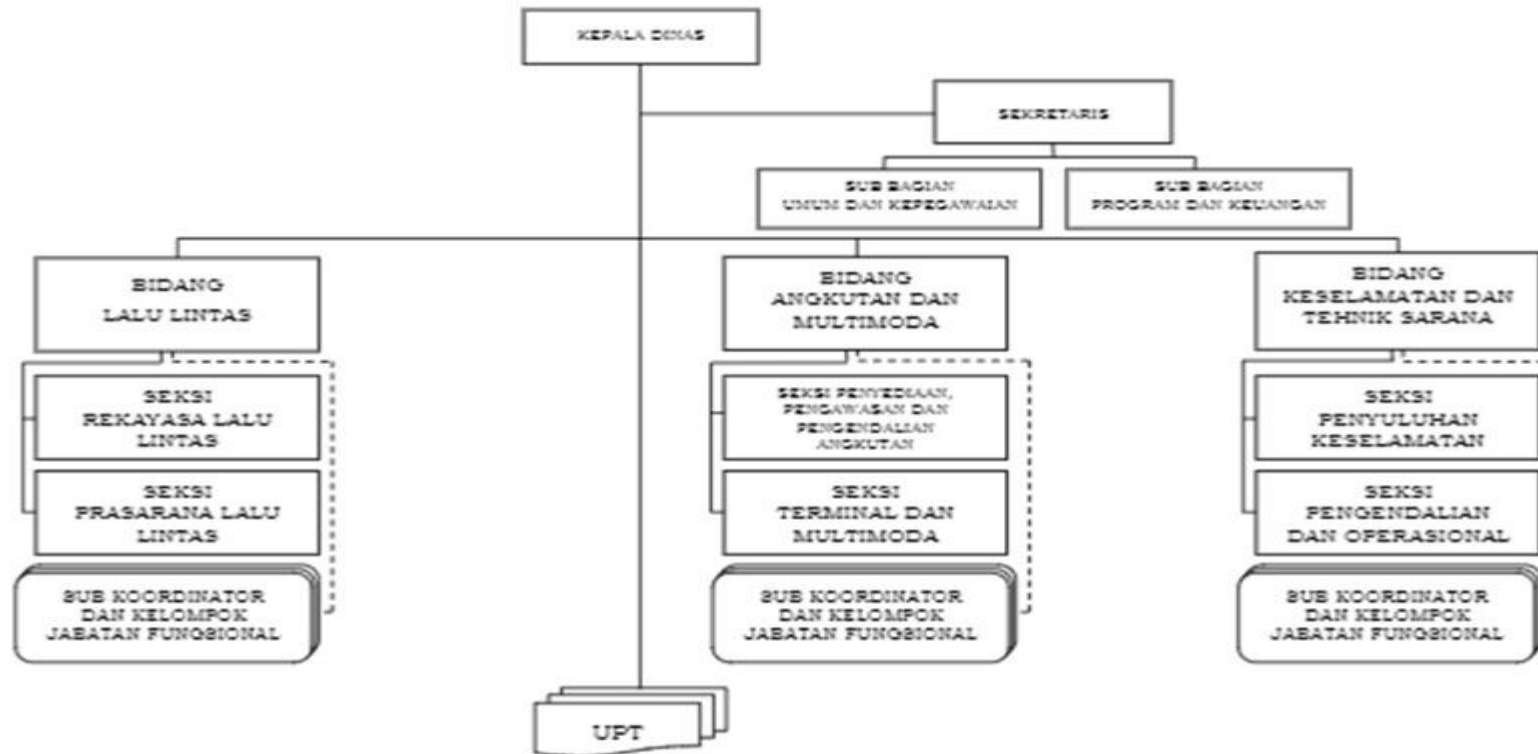 KEPALA DINAS
SEKRETARIS
SUB BAGIAN
UMUM DAN KEPEGAWAIAN
SUB BAGIAN
PROGRAM DAN KEUANGAN
BIDANG
LALU LINTAS
BIDANG
ANGKUTAN DAN
MULTIMODA
BIDANG
KESELAMATAN DAN
TEHNIK SARANA
SEKSI
REKAYASA LALU
LINTAS
SEKSI PENYEDIAAN,
PENGAWASAN DAN
PENGENDALIAN
ANGKUTAN
SEKSI
PENYULUHAN
KESELAMATAN
SEKSI
PRASARANA LALU
LINTAS
SEKSI
TERMINAL DAN
MULTIMODA
SEKSI
PENGENDALIAN
DAN OPERASIONAL
SUB KOORDINATOR
DAN KELOMPOK
JABATAN FUNGSIONAL
SUB KOORDINATOR
DAN KELOMPOK
JABATAN FUNGSIONAL
SUB KOORDINATOR
DAN KELOMPOK
JABATAN FUNGSIONAL
UPT